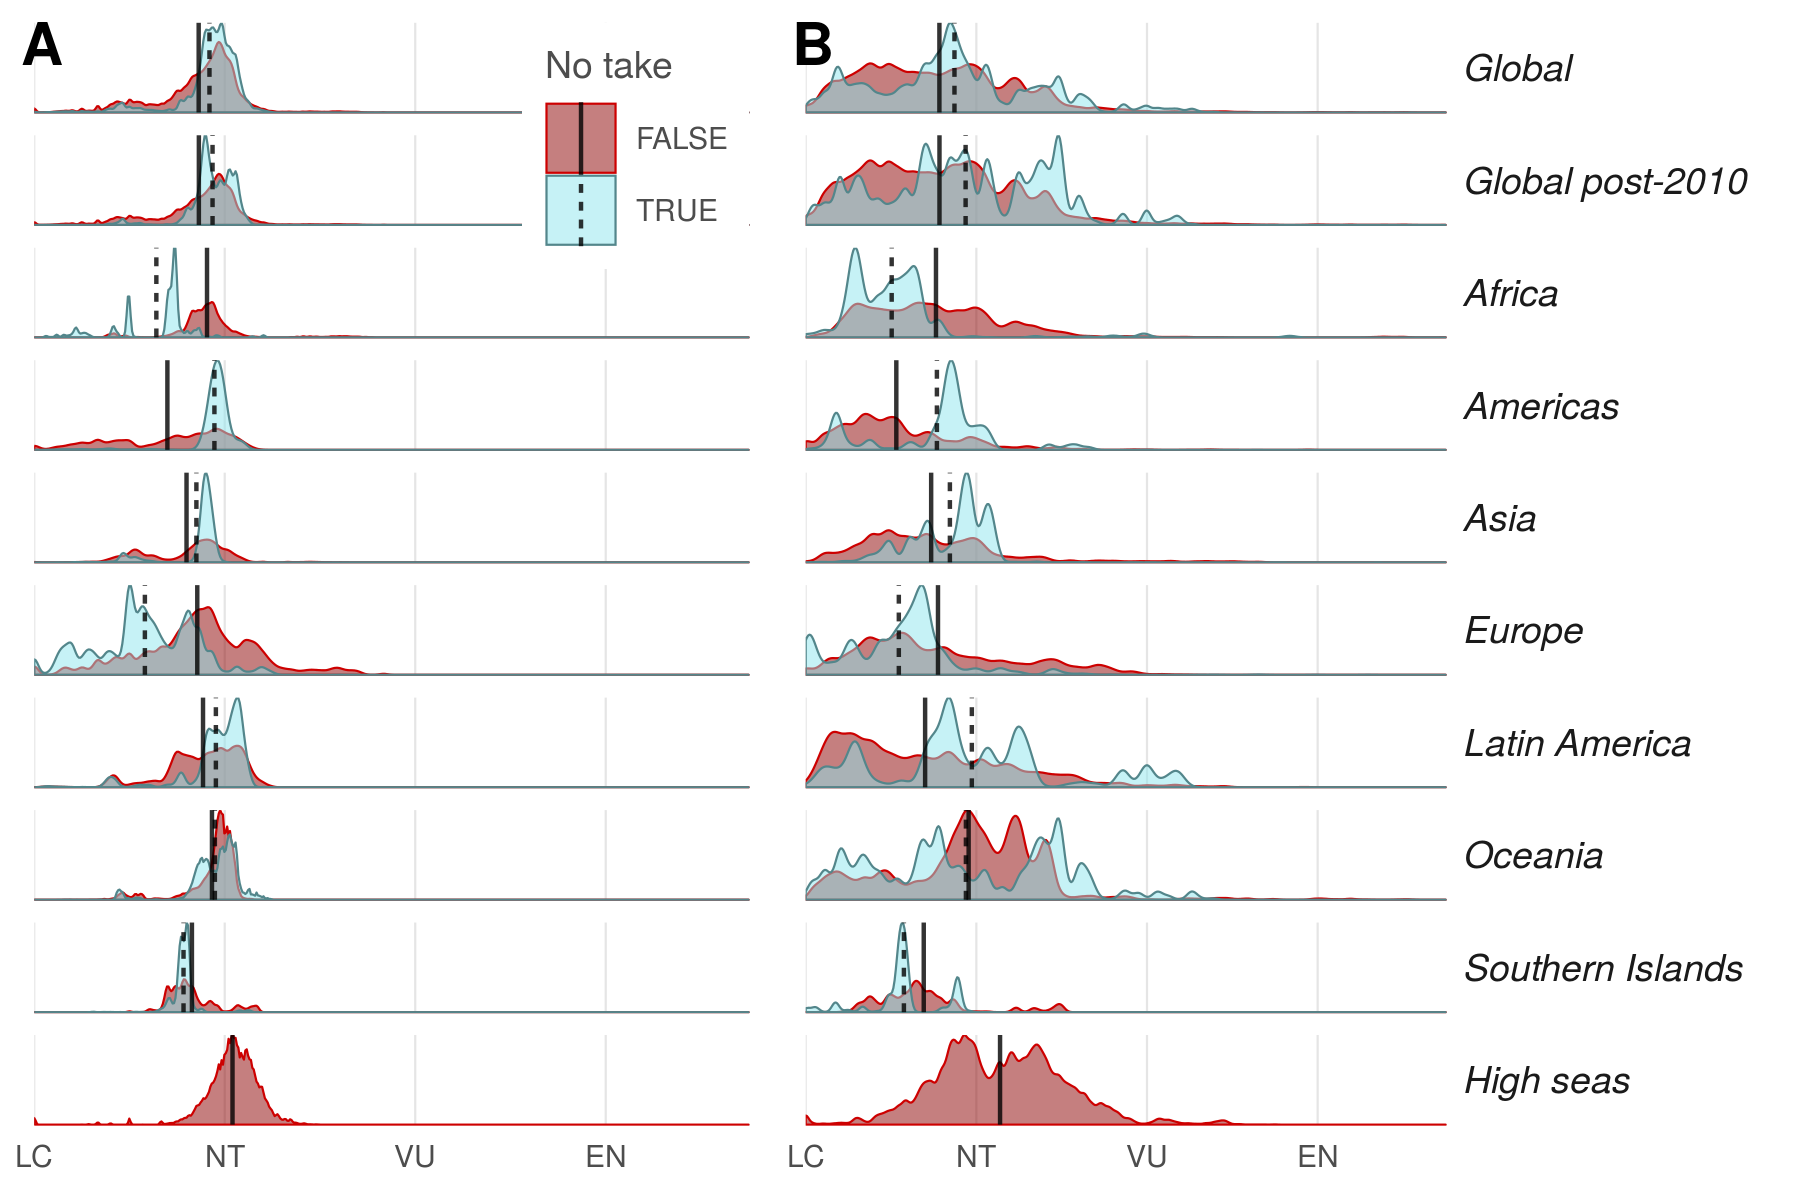 A
B
No take
FALSE
TRUE
Global
Global post-2010
Africa
Americas
Asia
Europe
Latin America
Oceania
Southern Islands
High seas
LC NT VU EN
LC NT VU EN